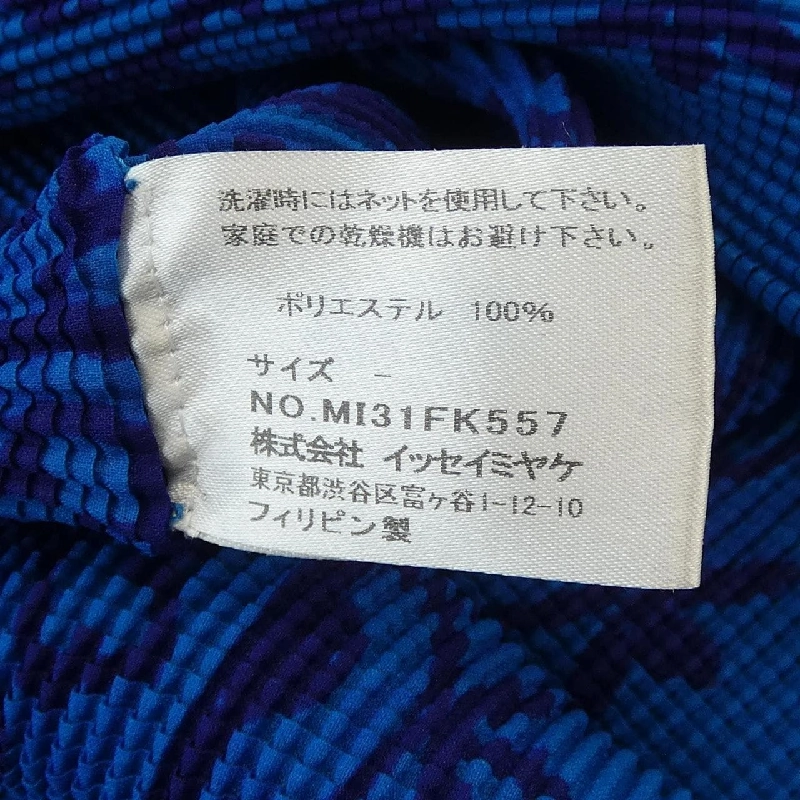 洗濯時にはネットを使用して下さい。
家庭での乾燥機はお避け下さい。
ポリエステル 100%
サイズ –
NO.MI31FK557
株式会社 イッセイミヤケ
東京都渋谷区富ヶ谷1-12-10
フィリピン製